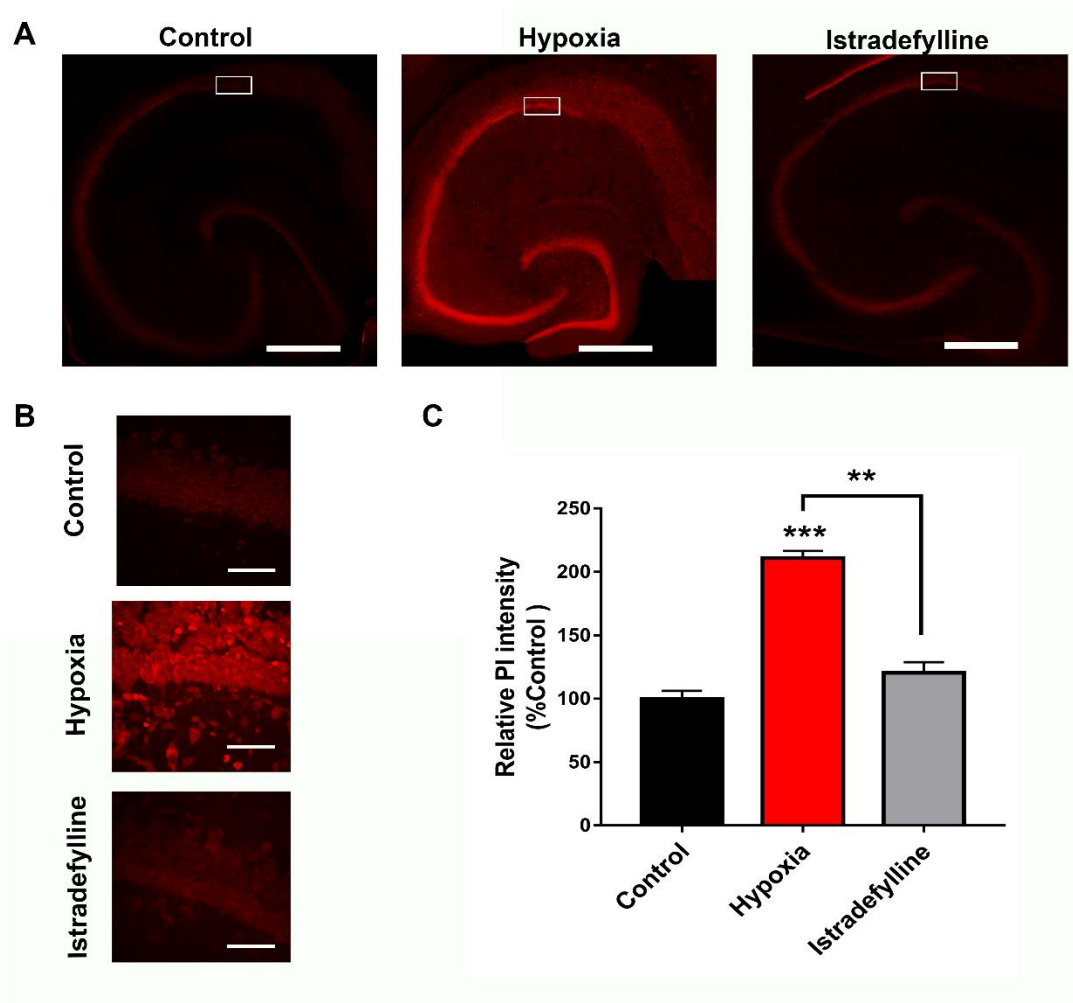 A
Control
Hypoxia
Istradefylline
B
Control
Hypoxia
Istradefylline
C
Relative PI intensity
(%Control )
250
200
150
100
50
0
***
**
Control
Hypoxia
Istradefylline